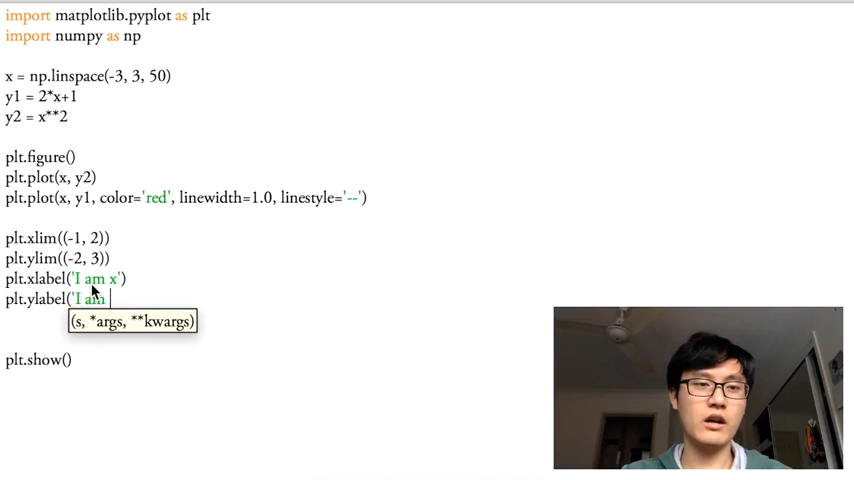 import matplotlib.pyplot as plt
import numpy as np
x = np.linspace(-3, 3, 50)
y1 = 2*x+1
y2 = x**2
plt.figure()
plt.plot(x, y2)
plt.plot(x, y1, color='red', linewidth=1.0, linestyle='--')
plt.xlim((-1, 2))
plt.ylim((-2, 3))
plt.xlabel('I am x')
plt.ylabel('I am
(s, *args, **kwargs)
plt.show()